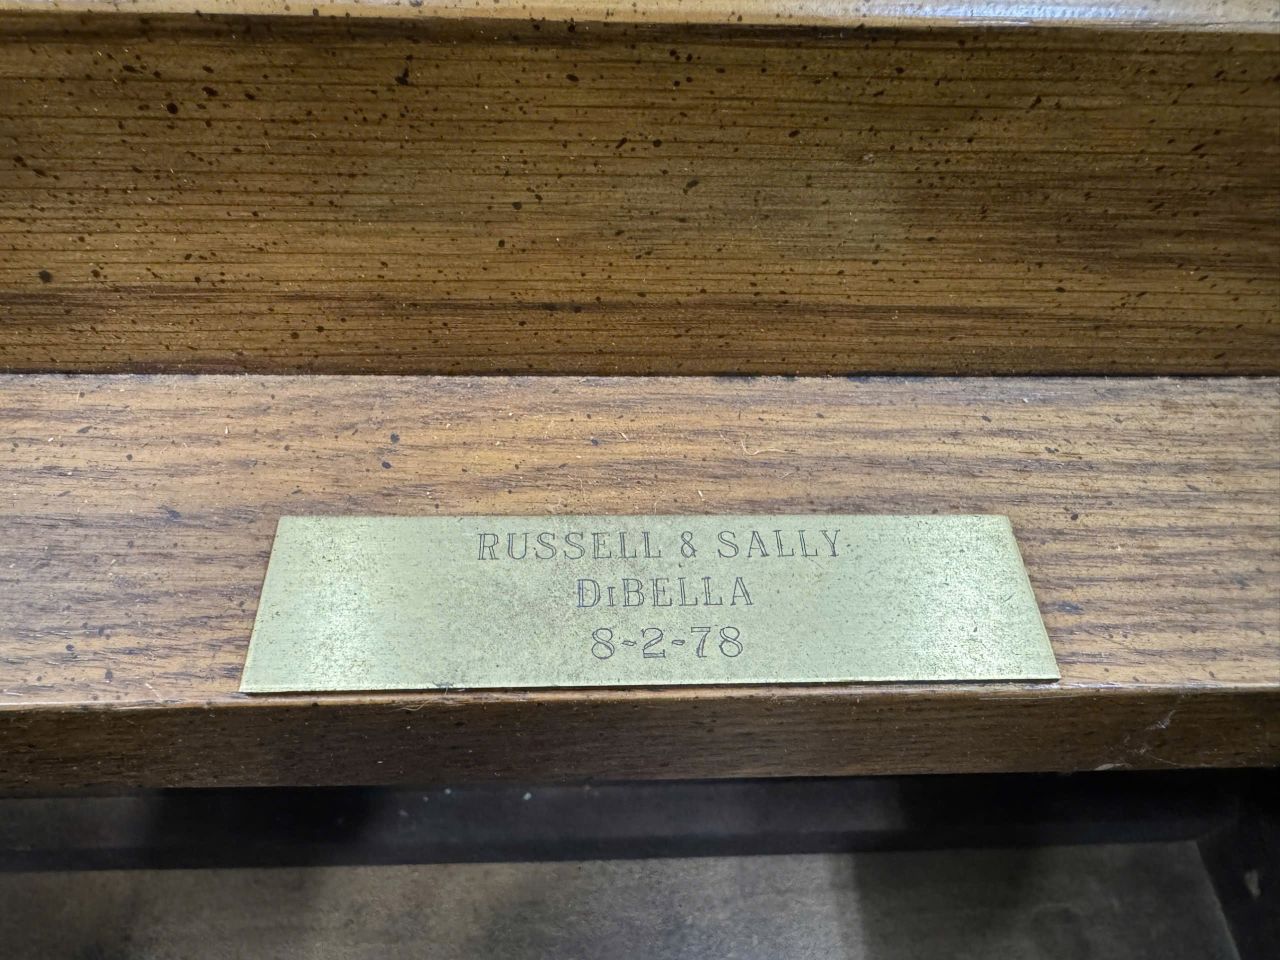 RUSSELL & SALLY
DiBELLA
8-2-78